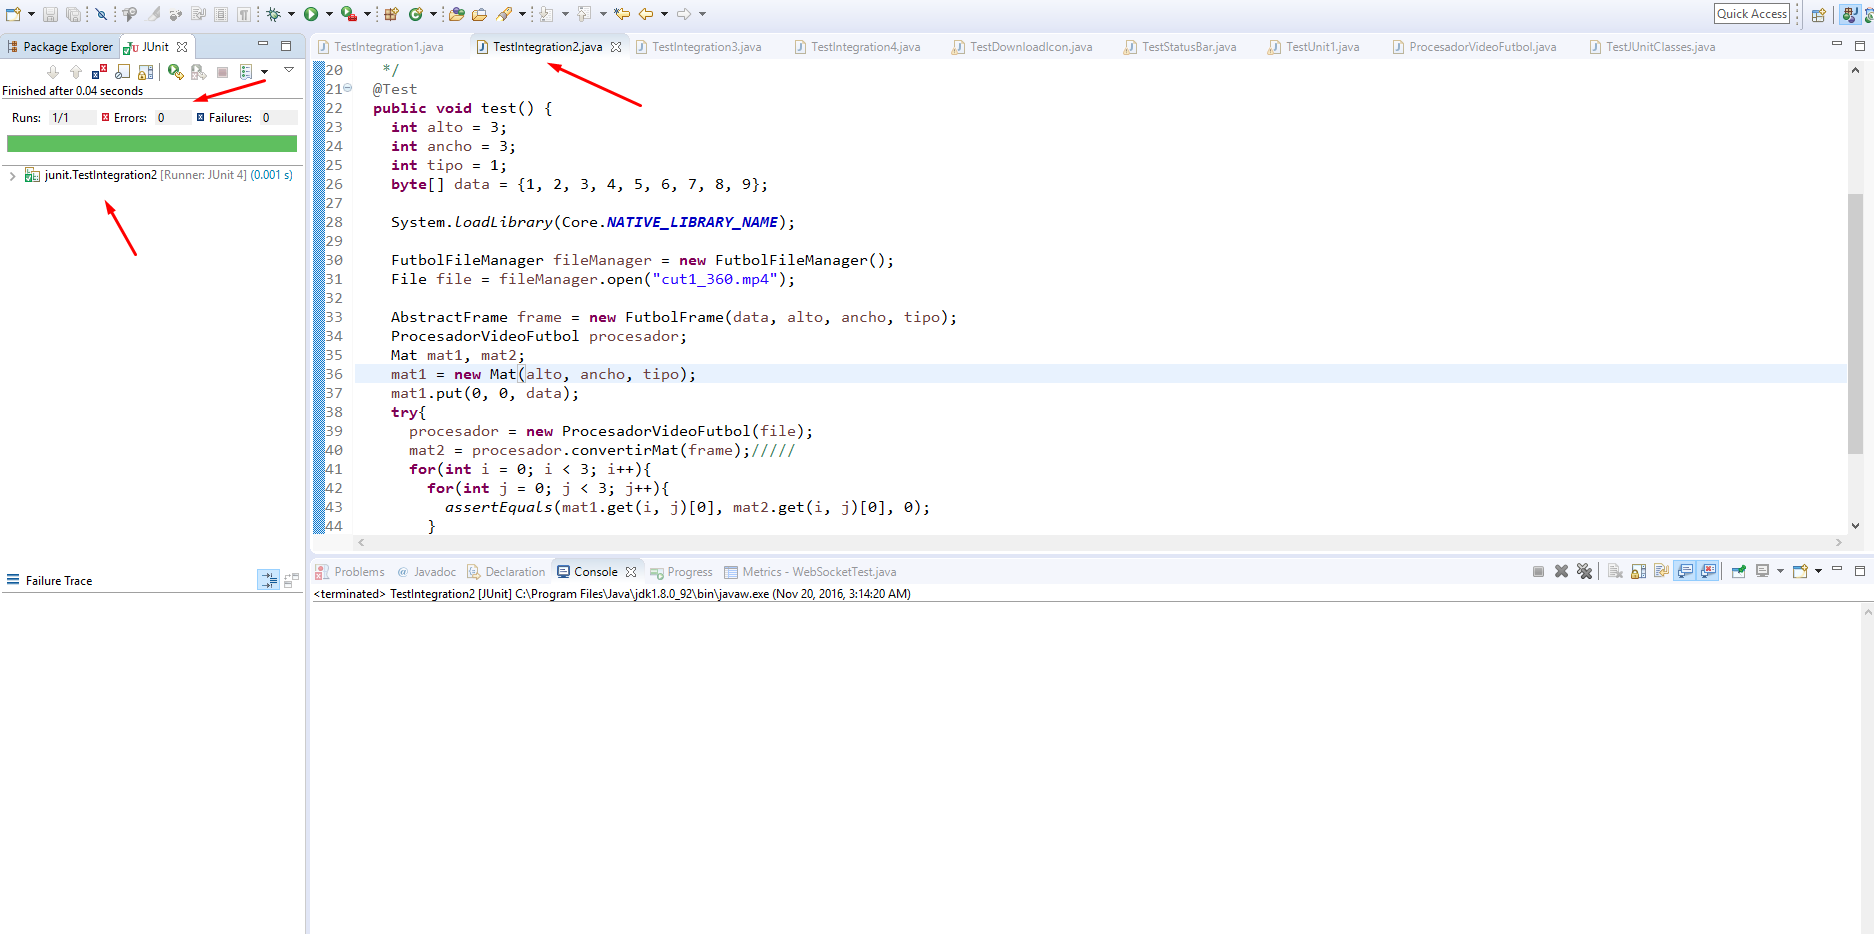 Quick Access
Package Explorer
JUnit
Finished after 0.04 seconds
Runs: 1/1 Errors: 0 Failures: 0
junit.TestIntegration2 [Runner: JUnit 4] (0.001 s)
Failure Trace
TestIntegration1.java TestIntegration2.java TestIntegration3.java TestIntegration4.java TestDownloadIcon.java TestStatusBar.java TestUnit1.java ProcesadorVideoFutbol.java TestJUnitClasses.java
20 */
21 @Test
22 public void test() {
23 int alto = 3;
24 int ancho = 3;
25 int tipo = 1;
26 byte[] data = {1, 2, 3, 4, 5, 6, 7, 8, 9};
27
28 System.loadLibrary(Core.NATIVE_LIBRARY_NAME);
29
30 FutbolFileManager fileManager = new FutbolFileManager();
31 File file = fileManager.open("cut1_360.mp4");
32
33 AbstractFrame frame = new FutbolFrame(data, alto, ancho, tipo);
34 ProcesadorVideoFutbol procesador;
35 Mat mat1, mat2;
36 mat1 = new Mat(alto, ancho, tipo);
37 mat1.put(0, 0, data);
38 try{
39 procesador = new ProcesadorVideoFutbol(file);
40 mat2 = procesador.convertirMat(frame);/////
41 for(int i = 0; i < 3; i++){
42 for(int j = 0; j < 3; j++){
43 assertEquals(mat1.get(i, j)[0], mat2.get(i, j)[0], 0);
44 }
Problems @ Javadoc Declaration Console Progress Metrics - WebSocketTest.java
<terminated> TestIntegration2 [JUnit] C:\Program Files\Java\jdk1.8.0_92\bin\javaw.exe (Nov 20, 2016, 3:14:20 AM)